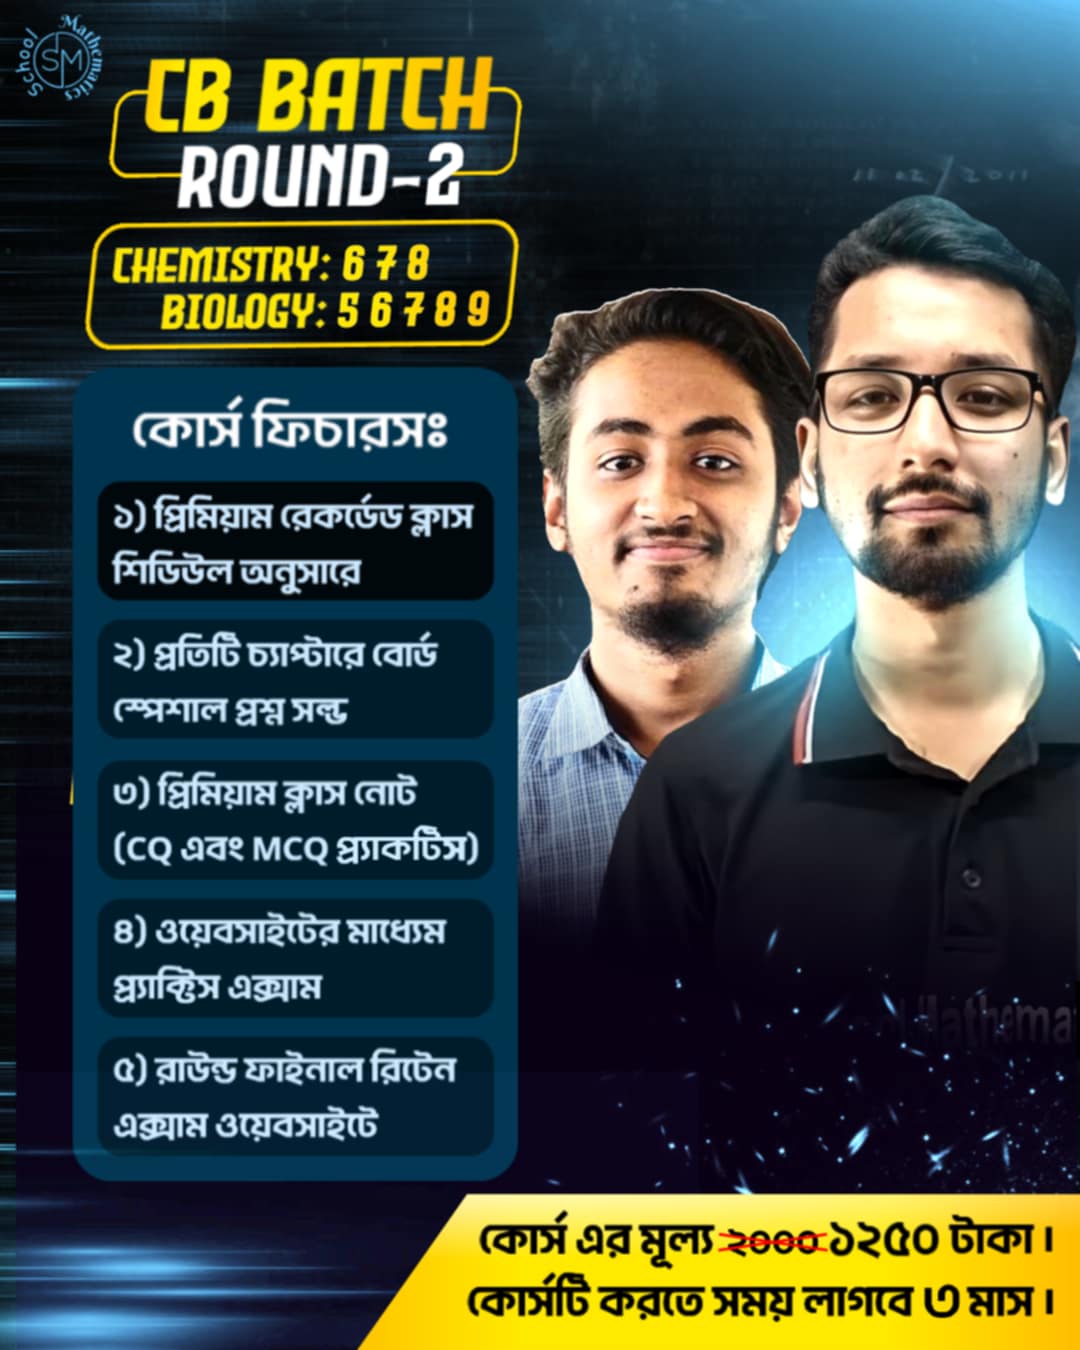 School Mathematics
SM
CB BATCH
ROUND-2
CHEMISTRY: 6 7 8
BIOLOGY: 5 6 7 8 9
কোর্স ফিচারসঃ
১) প্রিমিয়াম রেকর্ডেড ক্লাস
শিডিউল অনুসারে
২) প্রতিটি চ্যাপ্টারে বোর্ড
স্পেশাল প্রশ্ন সল্ভ
৩) প্রিমিয়াম ক্লাস নোট
(CQ এবং MCQ প্র্যাকটিস)
৪) ওয়েবসাইটের মাধ্যেম
প্র্যাক্টিস এক্সাম
৫) রাউন্ড ফাইনাল রিটেন
এক্সাম ওয়েবসাইটে
কোর্স এর মূল্য ২০০০ ১২৫০ টাকা।
কোর্সটি করতে সময় লাগবে ৩ মাস।